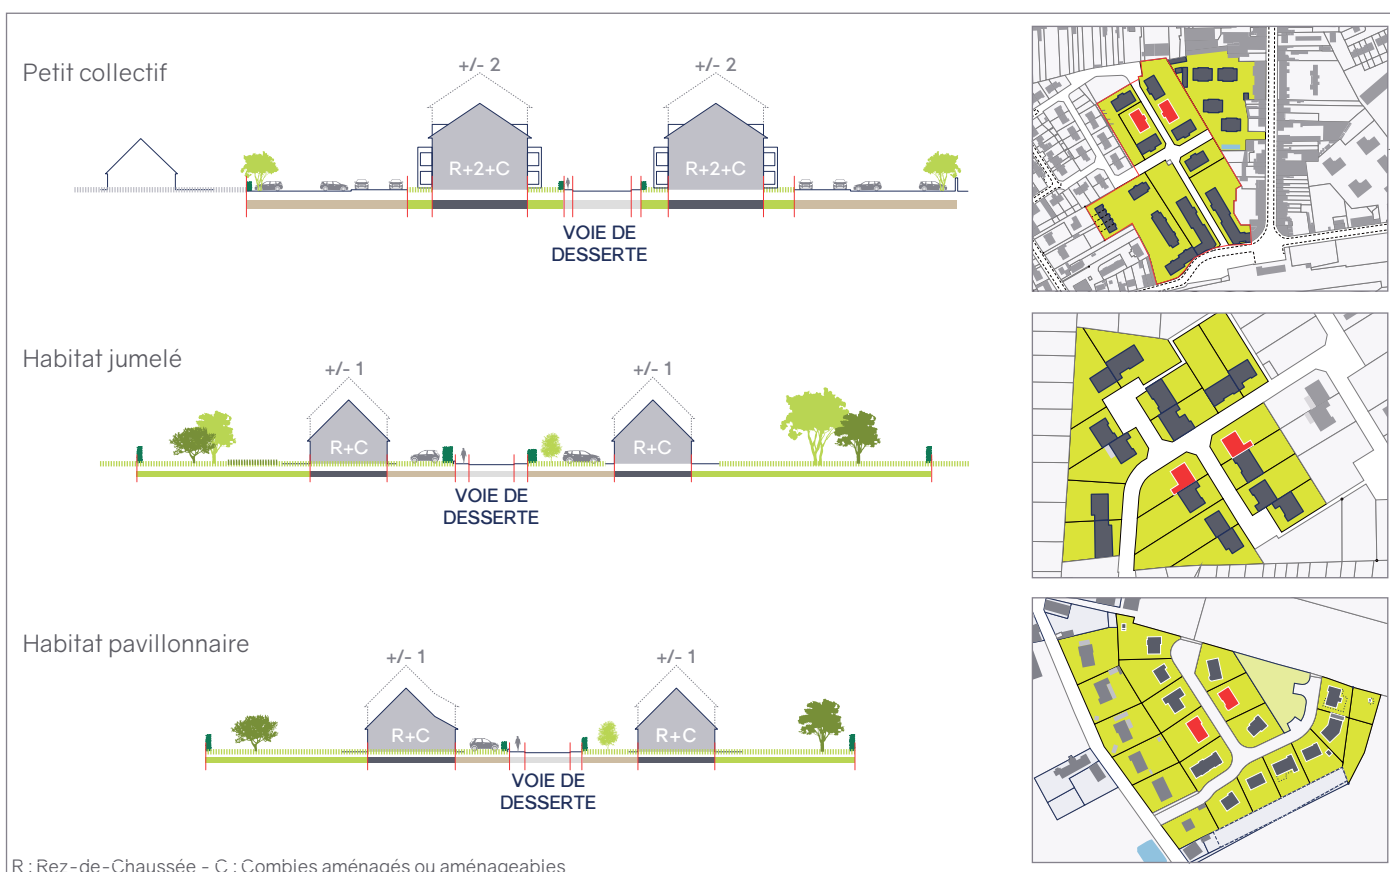 Petit collectif
+/- 2
+/- 2
R+2+C
R+2+C
VOIE DE
DESSERTE
Habitat jumelé
+/- 1
+/- 1
R+C
R+C
VOIE DE
DESSERTE
Habitat pavillonnaire
+/- 1
+/- 1
R+C
R+C
VOIE DE
DESSERTE
R : Rez-de-Chaussée - C : Combles aménagés ou aménageables